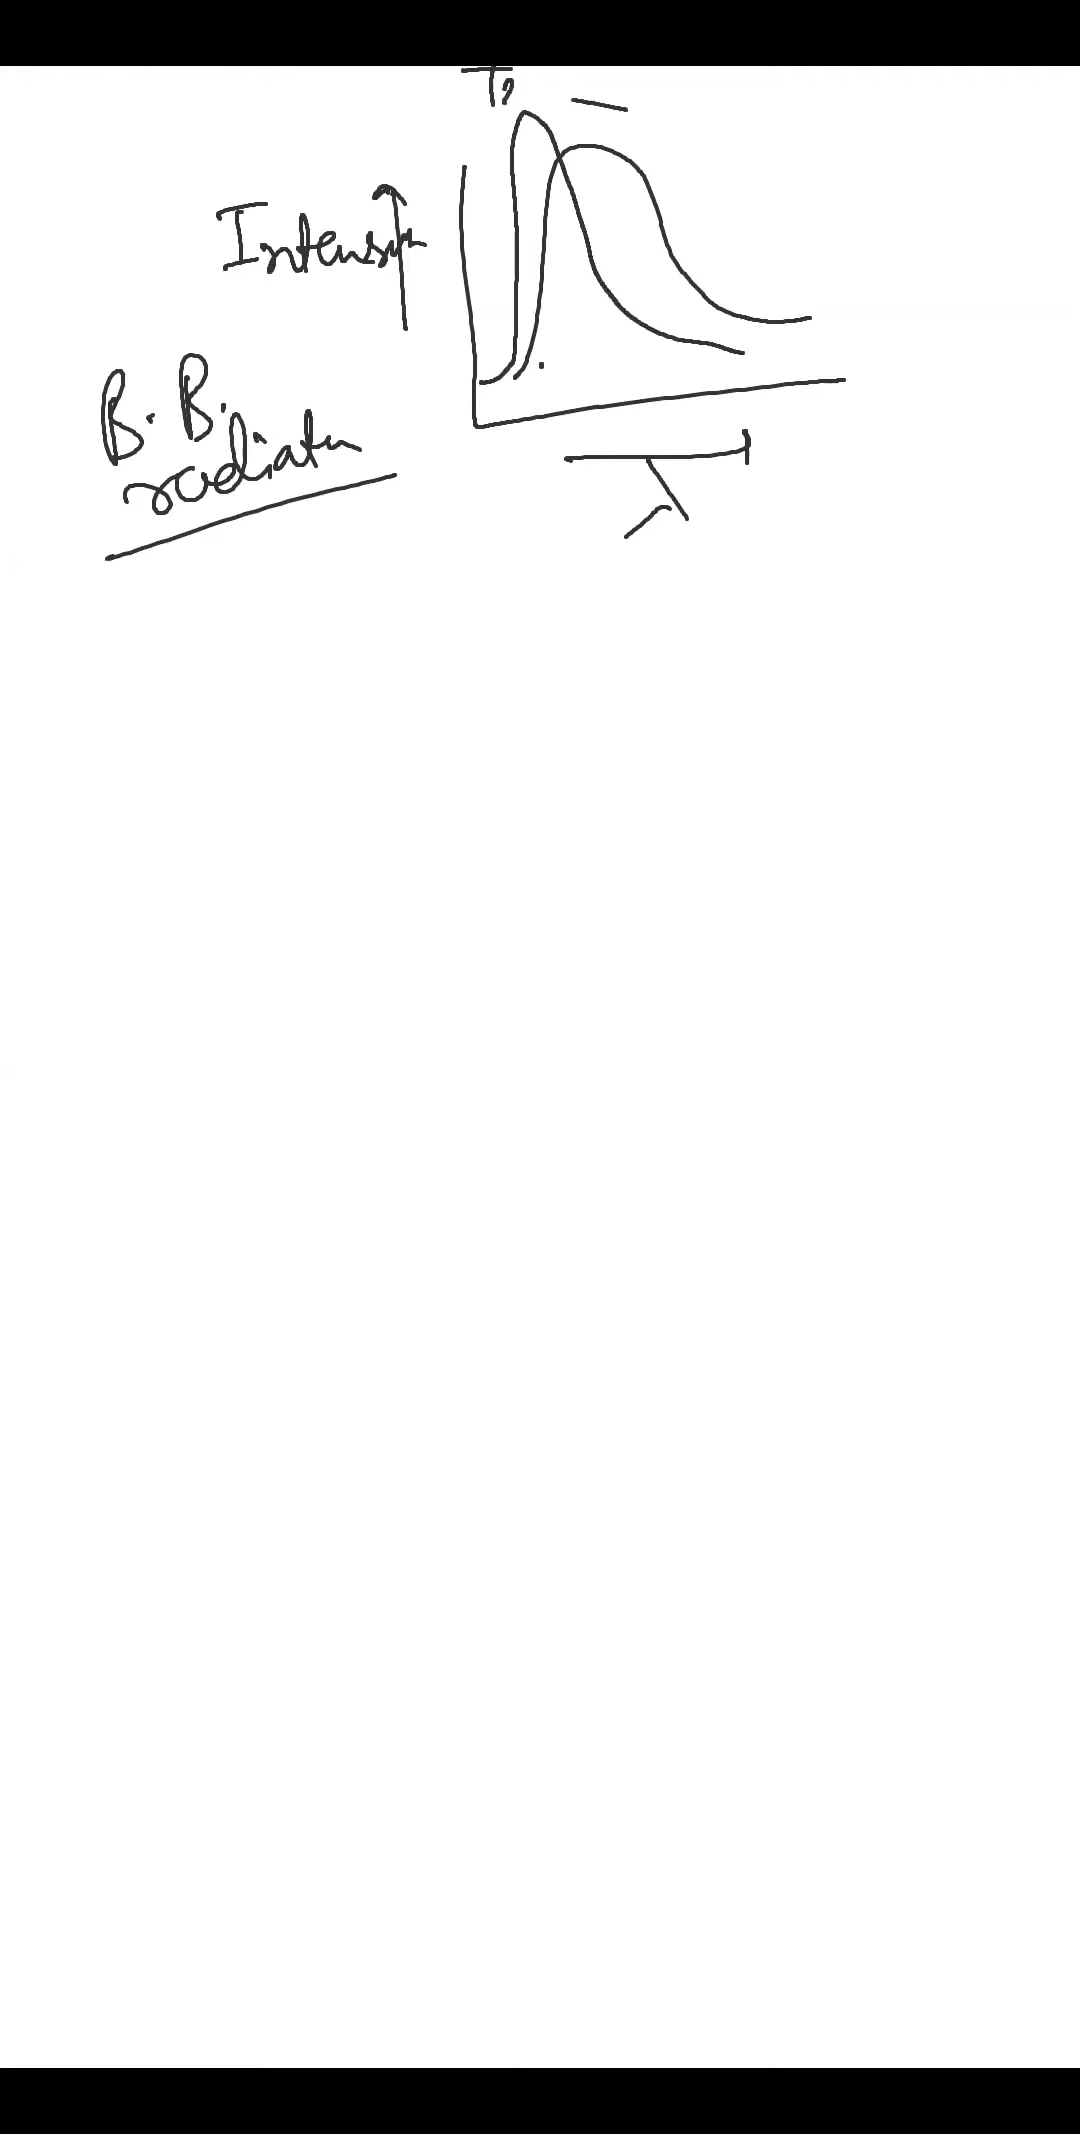 T₂
Intensity
B. B.
radiation
λ